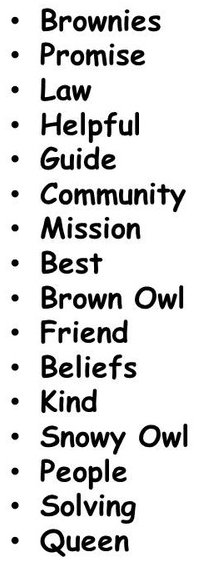 • Brownies
• Promise
• Law
• Helpful
• Guide
• Community
• Mission
• Best
• Brown Owl
• Friend
• Beliefs
• Kind
• Snowy Owl
• People
• Solving
• Queen